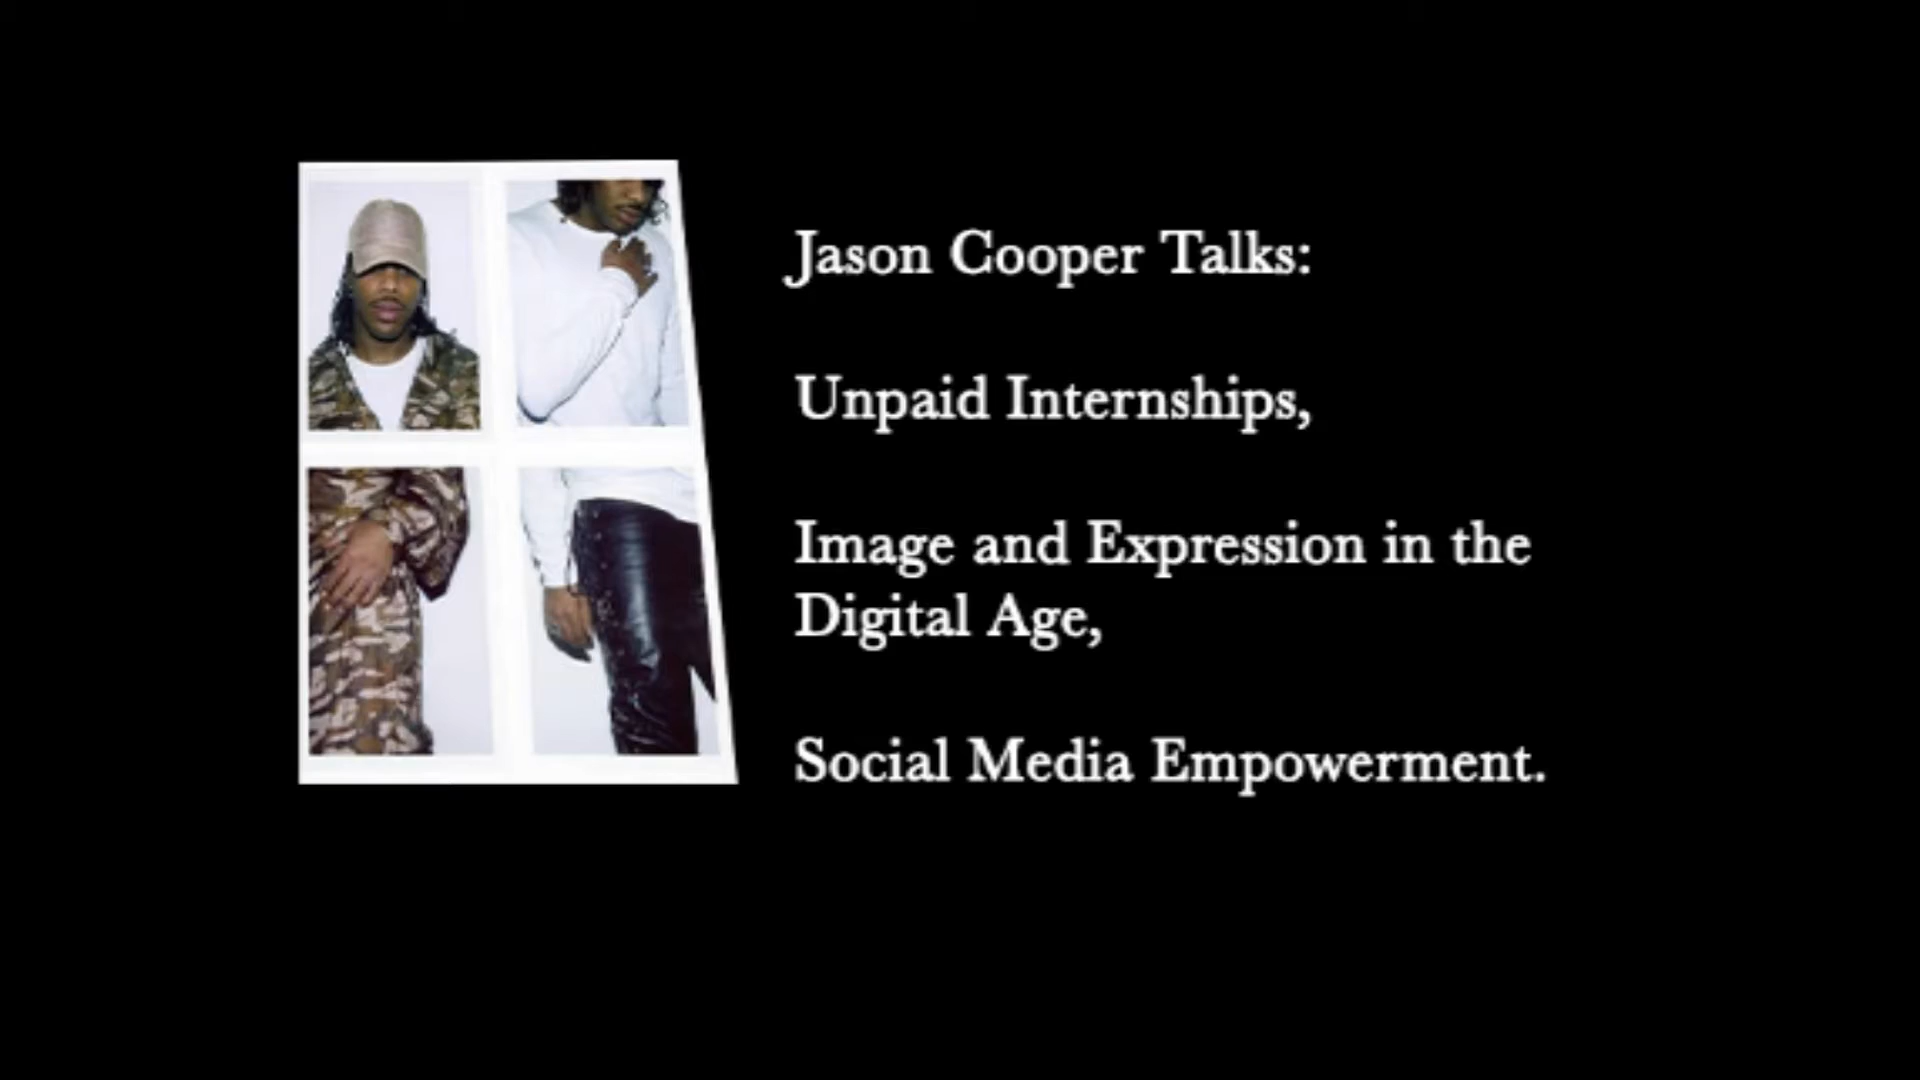 Jason Cooper Talks:
Unpaid Internships,
Image and Expression in the
Digital Age,
Social Media Empowerment.